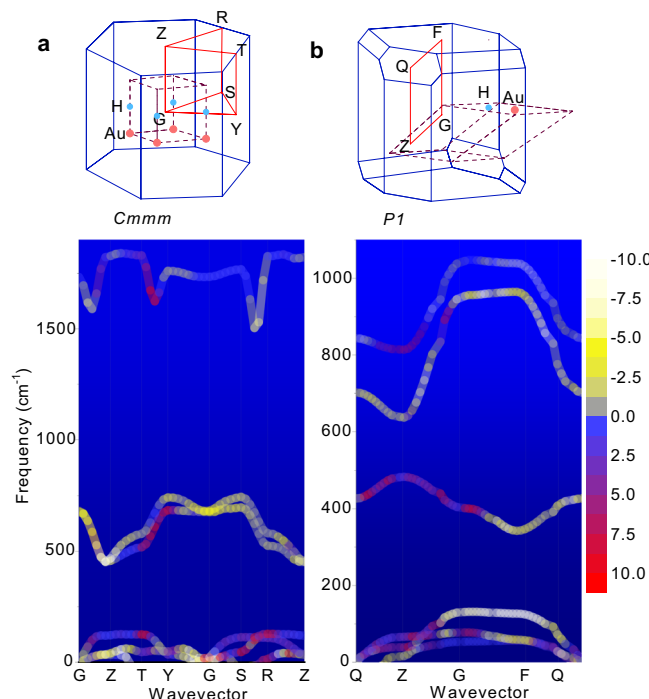 a
R
Z
T
H
S
G
Au
Y
Cmmm
b
F
Q
H
Au
G
Z
P1
Frequency (cm-1)
1500
1000
500
0
G Z T Y G S R Z
Wavevector
1000
800
600
400
200
0
Q Z G F Q
Wavevector
-10.0
-7.5
-5.0
-2.5
0.0
2.5
5.0
7.5
10.0